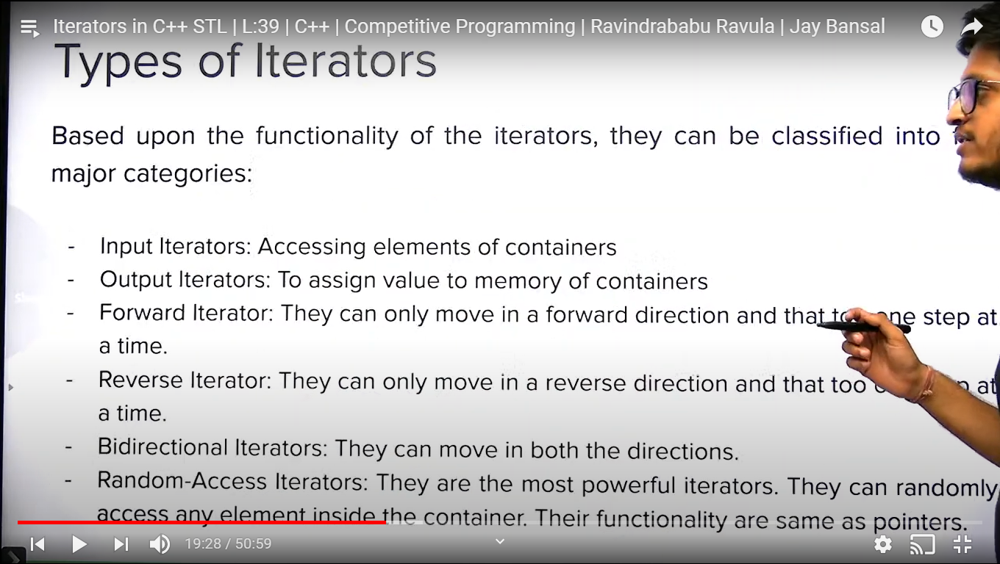 Iterators in C++ STL | L:39 | C++ | Competitive Programming | Ravindrababu Ravula | Jay Bansal
Types of Iterators
Based upon the functionality of the iterators, they can be classified into
major categories:
- Input Iterators: Accessing elements of containers
- Output Iterators: To assign value to memory of containers
- Forward Iterator: They can only move in a forward direction and that step at
a time.
- Reverse Iterator: They can only move in a reverse direction and that too at
a time.
- Bidirectional Iterators: They can move in both the directions.
- Random-Access Iterators: They are the most powerful iterators. They can randomly
access any element inside the container. Their functionality are same as pointers.
19:28 / 50:59